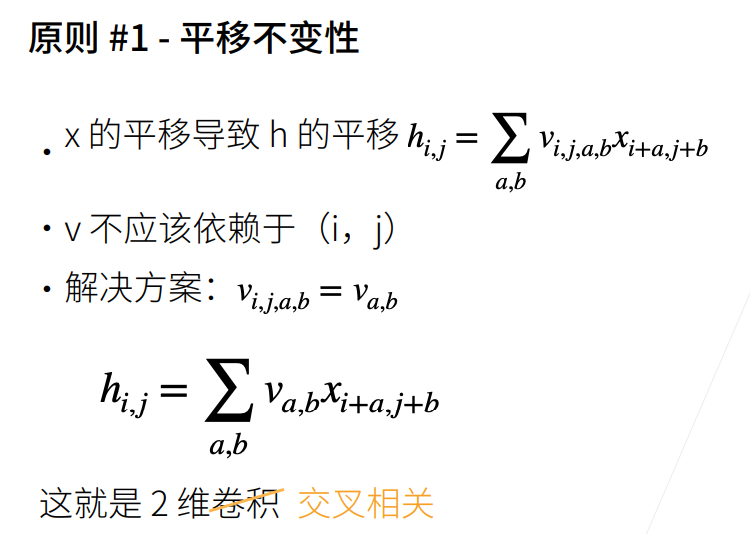 原则 #1 - 平移不变性
• x 的平移导致 h 的平移 h_{i,j} = ∑_{a,b} v_{i,j,a,b}x_{i+a,j+b}
• v 不应该依赖于（i，j）
• 解决方案：v_{i,j,a,b} = v_{a,b}
h_{i,j} = ∑_{a,b} v_{a,b}x_{i+a,j+b}
这就是 2 维卷积 交叉相关